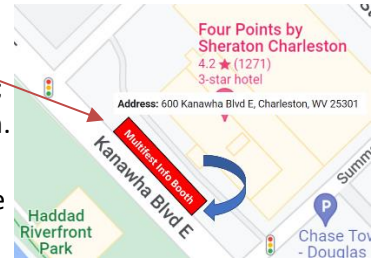 Four Points by
Sheraton Charleston
4.2 ★ (1271)
3-star hotel
Address: 600 Kanawha Blvd E, Charleston, WV 25301
Multifest Info Booth
Kanawha Blvd E
Haddad
Riverfront
Park
Summ
P
Chase Tow
- Douglas